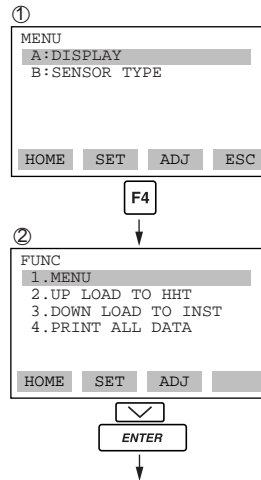 ①
MENU
A:DISPLAY
B:SENSOR TYPE
HOME SET ADJ ESC
F4
②
FUNC
1.MENU
2.UP LOAD TO HHT
3.DOWN LOAD TO INST
4.PRINT ALL DATA
HOME SET ADJ
ENTER